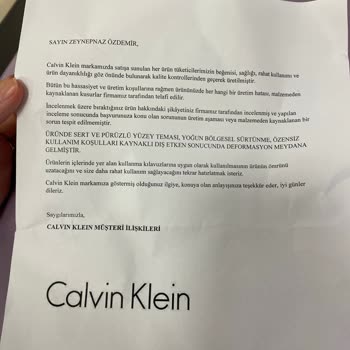 SAYIN ZEYNEPNAZ ÖZDEMİR,
Calvin Klein markamızda satışa sunulan her ürün tüketicilerimizin beğenisi, sağlığı, rahat kullanımı ve
ürün dayanıklılığı göz önünde bulunarak kalite kontrollerinden geçerek üretilmiştir.
Bütün bu hassasiyet ve üretim koşullarına rağmen ürününüzde her hangi bir üretim hatası, malzemeden
kaynaklanan kusurlar firmamız tarafından telafi edilir.
İncelenmek üzere bıraktığınız ürün hakkındaki şikayetiniz firmamız tarafından incelenmiş ve yapılan
inceleme sonucunda başvurunuza konu olan sorununun üretim aşaması veya malzemeden kaynaklanan bir
sorun tespit edilmemiştir.
ÜRÜNDE SERT VE PÜRÜZLÜ YÜZEY TEMASI, YOĞUN BÖLGESEL SÜRTÜNME, ÖZENSİZ
KULLANIM KOŞULLARI KAYNAKLI DIŞ ETKEN SONUCUNDA DEFORMASYON MEYDANA
GELMİŞTİR.
Ürünlerin içlerinde yer alan kullanma kılavuzlarına uygun olarak kullanılmasının ürünün ömrünü
uzatacağını ve size daha rahat kullanım sağlayacağını tekrar hatırlatmak isteriz.
Calvin Klein markamıza göstermiş olduğunuz ilgiye, konuya olan anlayışınıza teşekkür eder, iyi günler
dileriz.
Saygılarımızla,
CALVIN KLEIN MÜŞTERİ İLİŞKİLERİ
Calvin Klein